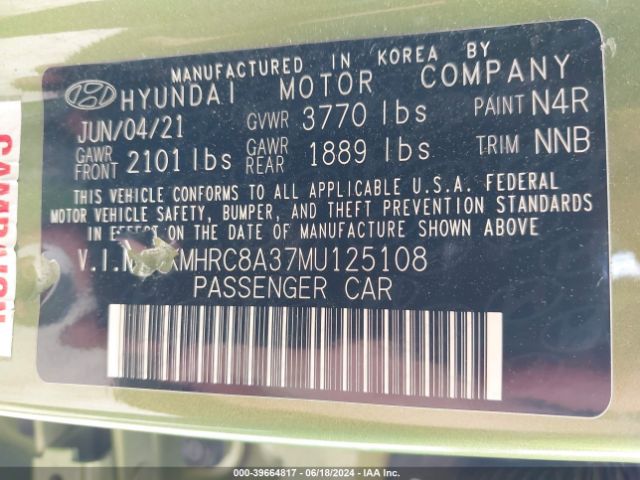 MANUFACTURED IN KOREA BY
HYUNDAI MOTOR COMPANY
JUN/04/21 GVWR 3770 lbs PAINT N4R
GAWR FRONT 2101 lbs GAWR REAR 1889 lbs TRIM NNB
THIS VEHICLE CONFORMS TO ALL APPLICABLE U.S.A. FEDERAL
MOTOR VEHICLE SAFETY, BUMPER, AND THEFT PREVENTION STANDARDS
IN EFFECT ON THE DATE OF MANUFACTURE SHOWN ABOVE
KMHRC8A37MU125108
PASSENGER CAR
000-39664817 - 06/18/2024 - IAA Inc.